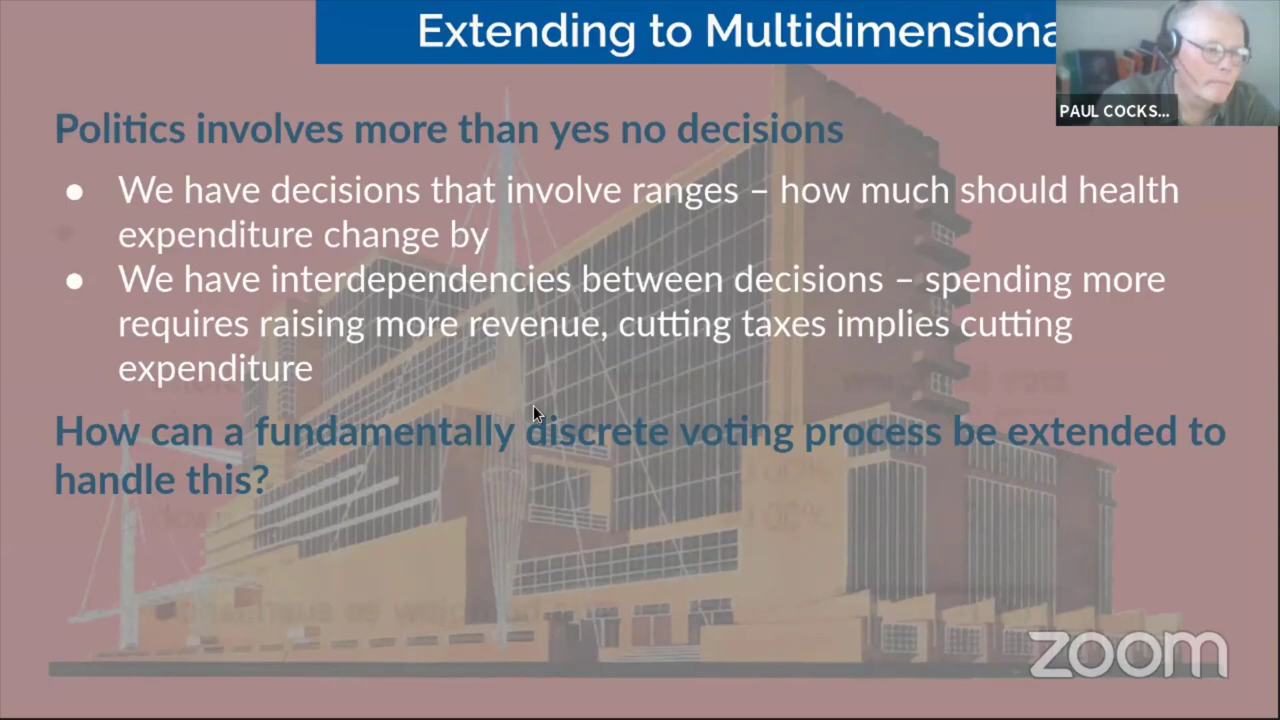 Extending to Multidimensiona
PAUL COCKS...
Politics involves more than yes no decisions
● We have decisions that involve ranges – how much should health
expenditure change by
● We have interdependencies between decisions – spending more
requires raising more revenue, cutting taxes implies cutting
expenditure
How can a fundamentally discrete voting process be extended to
handle this?
zoom